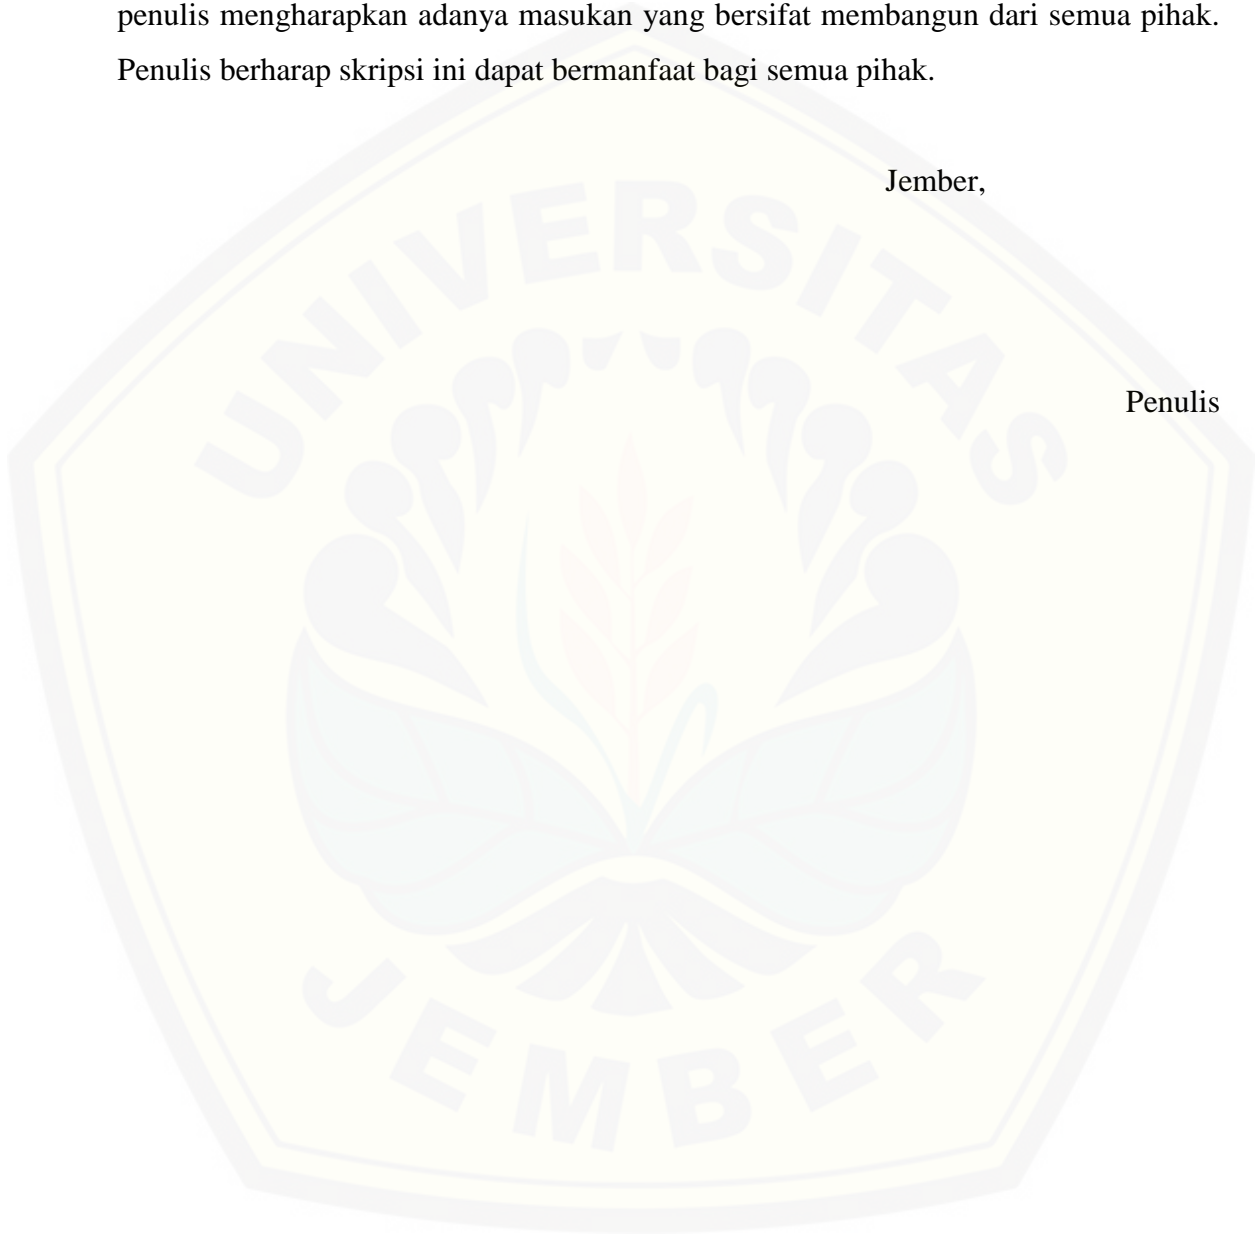 penulis mengharapkan adanya masukan yang bersifat membangun dari semua pihak.
Penulis berharap skripsi ini dapat bermanfaat bagi semua pihak.
Jember,
Penulis
UNIVERSITAS
JEMBER